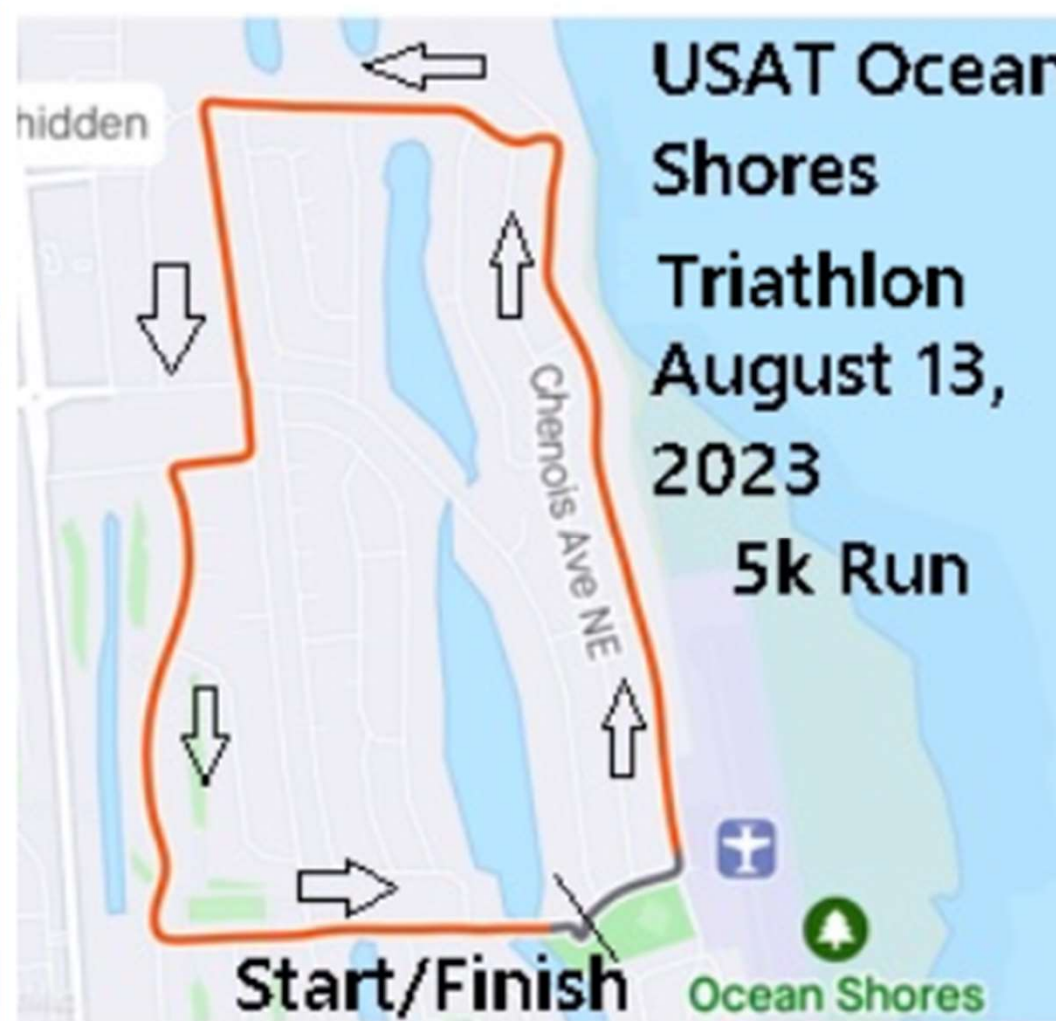 USAT Ocean
Shores
Triathlon
August 13,
2023
5k Run
hidden
Chenois Ave NE
Start/Finish
Ocean Shores